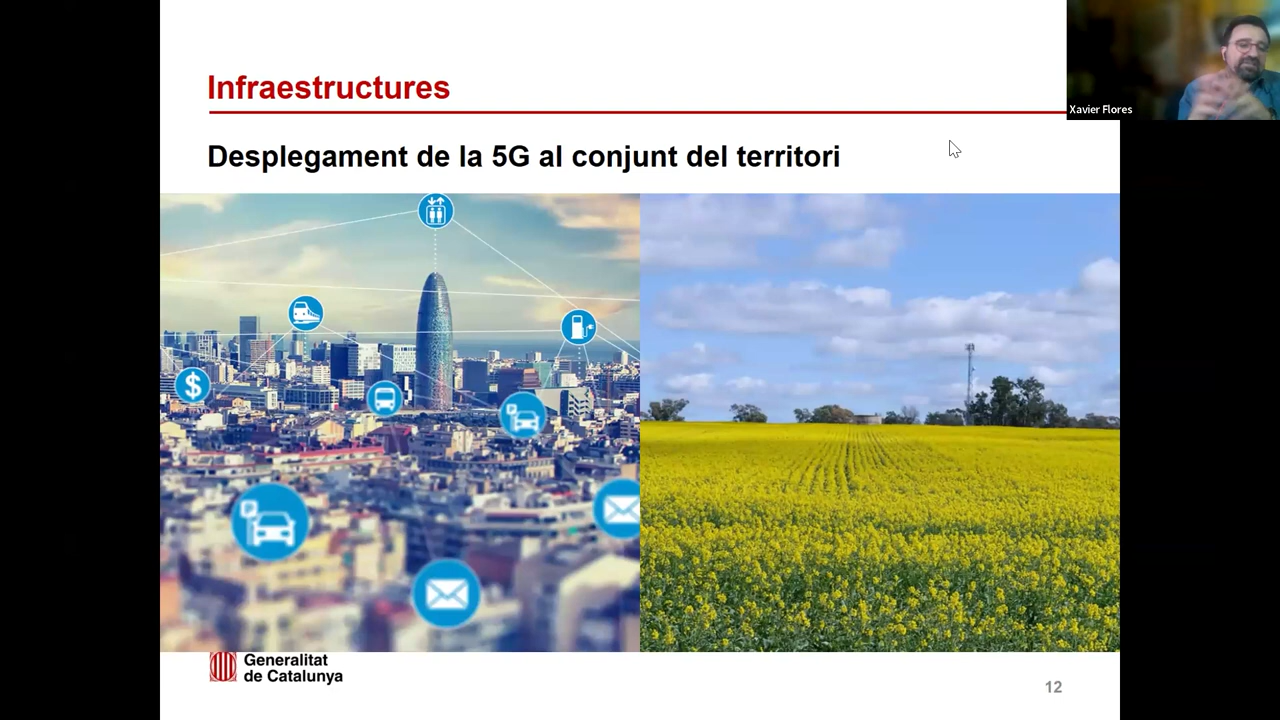 Infraestructures
Xavier Flores
Desplegament de la 5G al conjunt del territori
$
P
P
Generalitat
de Catalunya
12